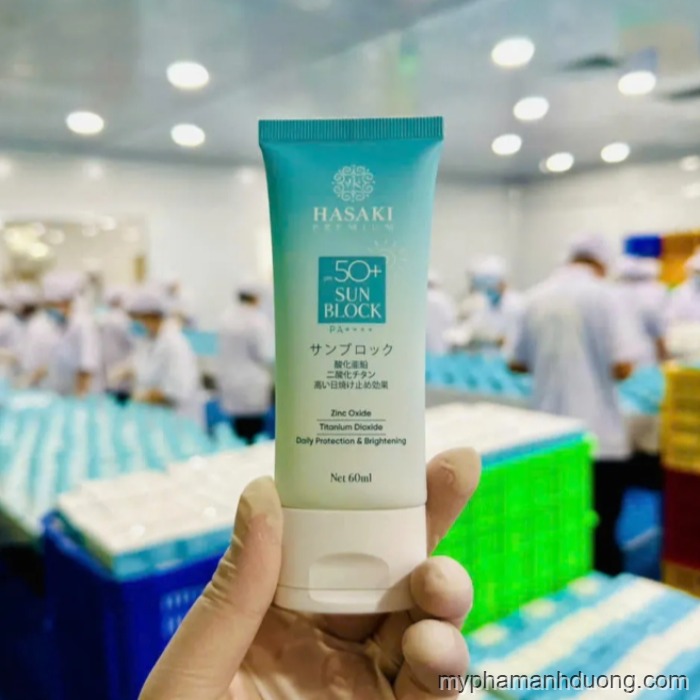 HASAKI
PREMIUM
SPF 50+
SUN
BLOCK
PA++++
サンブロック
酸化亜鉛
二酸化チタン
高い日焼け止め効果
Zinc Oxide
Titanium Dioxide
Daily Protection & Brightening
Net 60ml
myphamanhduong.com